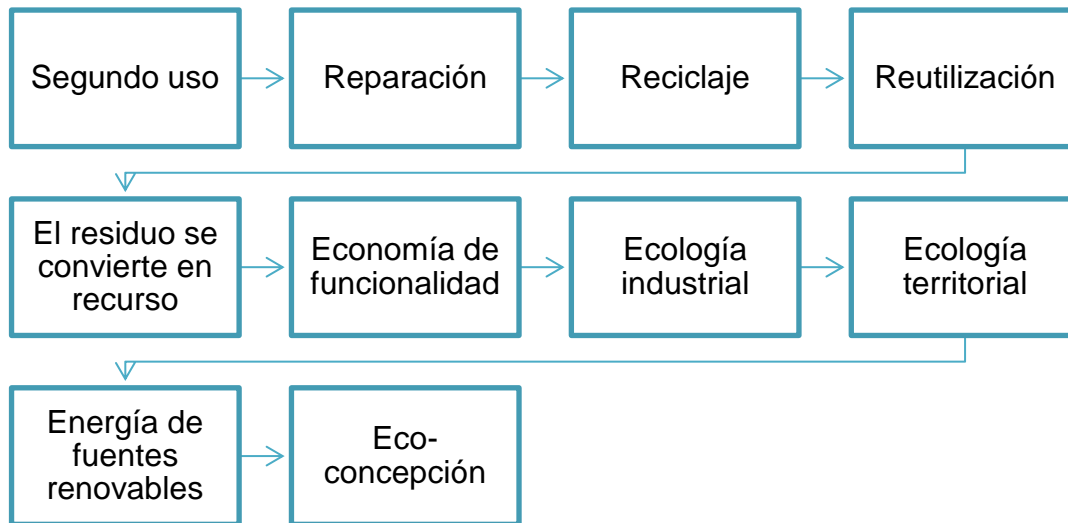 Segundo uso
Reparación
Reciclaje
Reutilización
El residuo se
convierte en
recurso
Economía de
funcionalidad
Ecología
industrial
Ecología
territorial
Energía de
fuentes
renovables
Eco-
concepción